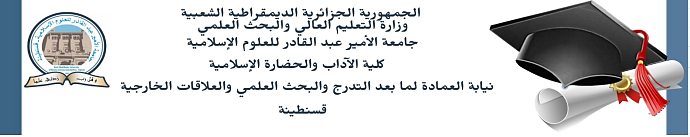 الجمهورية الجزائرية الديمقراطية الشعبية
وزارة التعليم العالي والبحث العلمي
جامعة الأمير عبد القادر للعلوم الإسلامية
كلية الآداب والحضارة الإسلامية
نيابة العمادة لما بعد التدرج والبحث العلمي والعلاقات الخارجية
قسنطينة